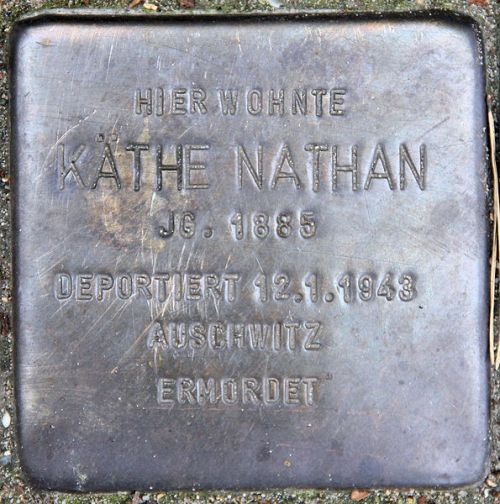 HIER WOHNTE
KÄTHE NATHAN
JG. 1885
DEPORTIERT 12.1.1943
AUSCHWITZ
ERMORDET